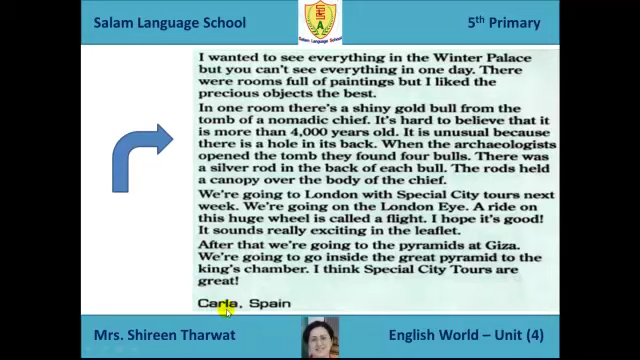 Salam Language School
5th Primary
Salam Language School
I wanted to see everything in the Winter Palace
but you can't see everything in one day. There
were rooms full of paintings but I liked the
precious objects the best.
In one room there's a shiny gold bull from the
tomb of a nomadic chief. It's hard to believe that it
is more than 4,000 years old. It is unusual because
there is a hole in its back. When the archaeologists
opened the tomb they found four bulls. There was
a silver rod in the back of each bull. The rods held
a canopy over the body of the chief.
We're going to London with Special City tours next
week. We're going on the London Eye. A ride on
this huge wheel is called a flight. I hope it's good!
It sounds really exciting in the leaflet.
After that we're going to the pyramids at Giza.
We're going to go inside the great pyramid to the
king's chamber. I think Special City Tours are
great!
Carla, Spain
Mrs. Shireen Tharwat
English World – Unit (4)